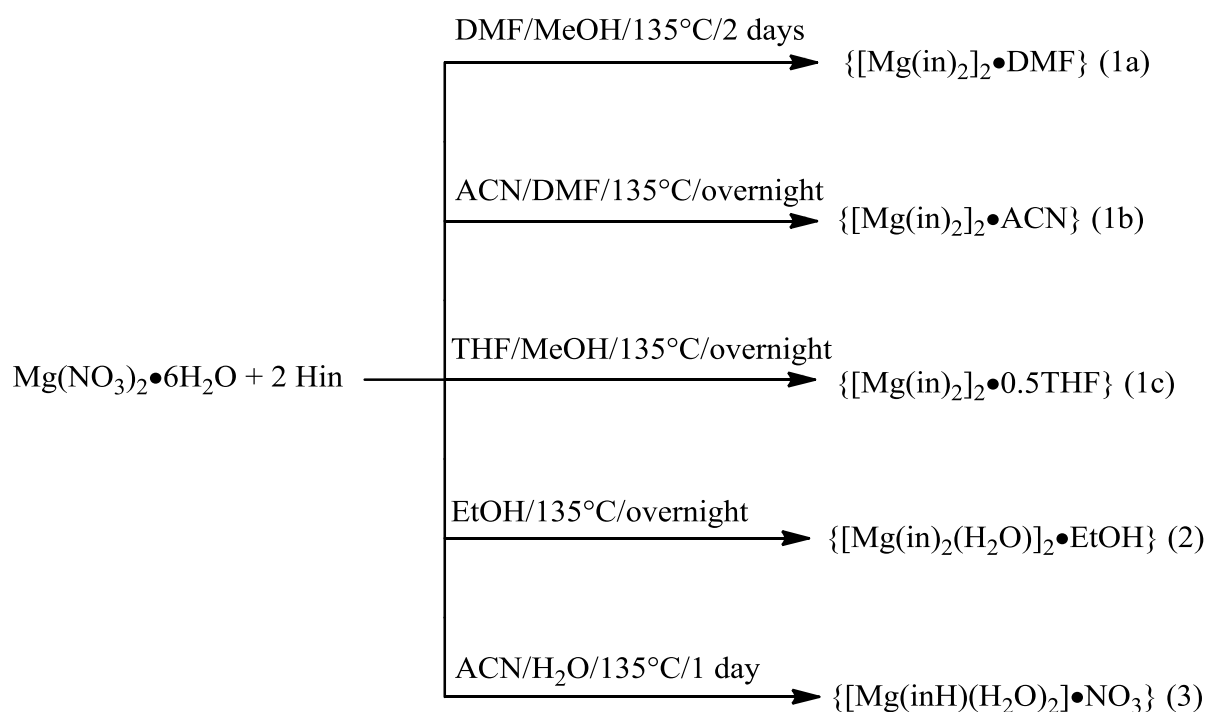 DMF/MeOH/135°C/2 days
{[Mg(in)₂]₂•DMF} (1a)
ACN/DMF/135°C/overnight
{[Mg(in)₂]₂•ACN} (1b)
THF/MeOH/135°C/overnight
Mg(NO₃)₂•6H₂O + 2 Hin
{[Mg(in)₂]₂•0.5THF} (1c)
EtOH/135°C/overnight
{[Mg(in)₂(H₂O)]₂•EtOH} (2)
ACN/H₂O/135°C/1 day
{[Mg(inH)(H₂O)₂]•NO₃} (3)